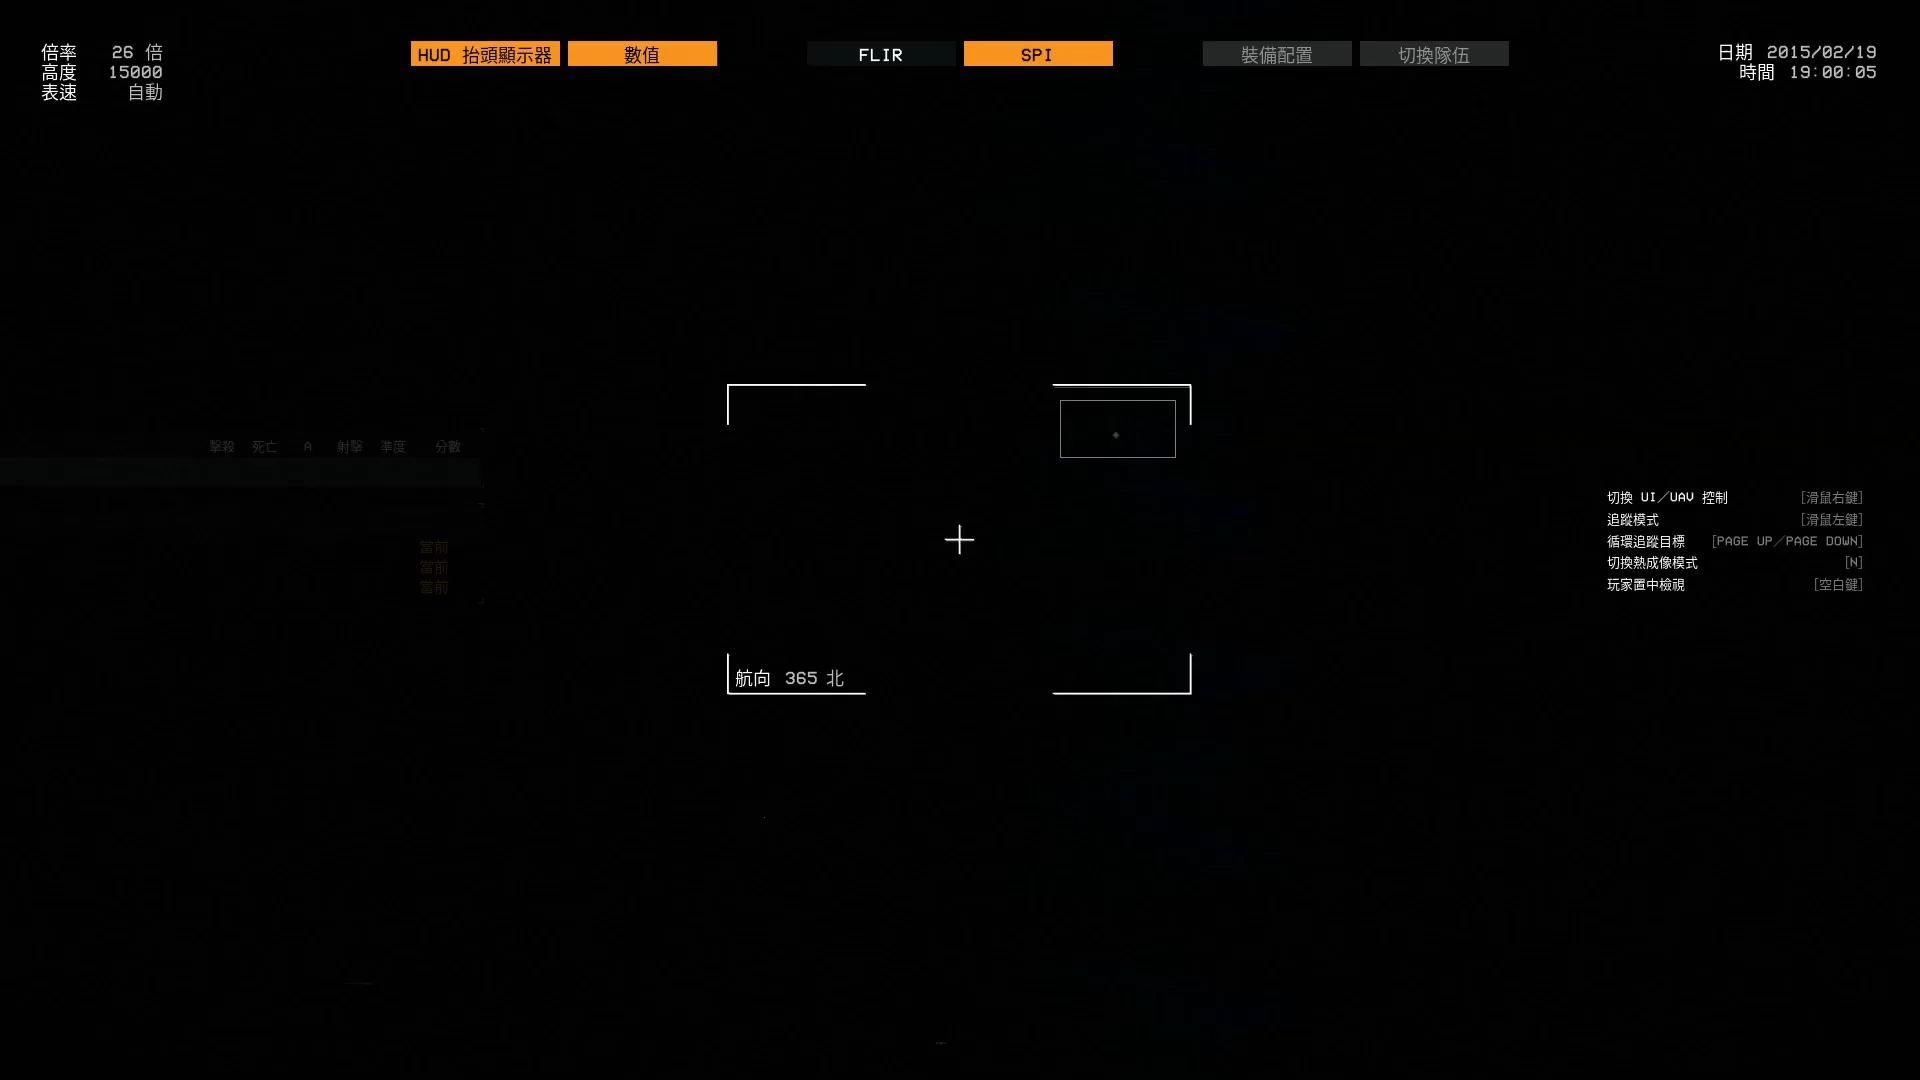 倍率 26 倍
高度 15000
表速 自動
HUD 抬頭顯示器
數值
FLIR
SPI
裝備配置
切換隊伍
日期 2015/02/19
時間 19:00:05
擊殺 死亡 A 射擊 準度 分數
當前
當前
當前
航向 365 北
切換 UI／UAV 控制 [滑鼠右鍵]
追蹤模式 [滑鼠左鍵]
循環追蹤目標 [PAGE UP／PAGE DOWN]
切換熱成像模式 [N]
玩家置中檢視 [空白鍵]